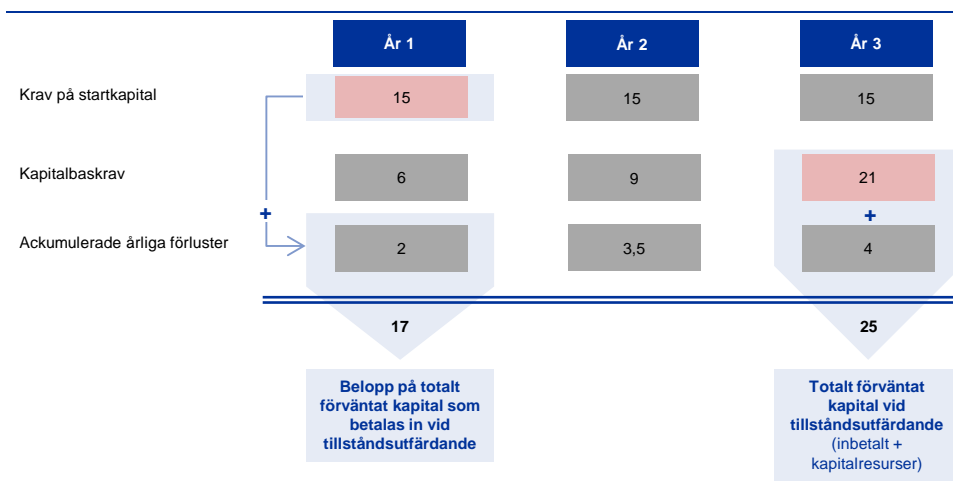 År 1 År 2 År 3
Krav på startkapital 15 15 15
Kapitalbaskrav 6 9 21
+ +
Ackumulerade årliga förluster 2 3,5 4
17 25
Belopp på totalt
förväntat kapital som
betalas in vid
tillståndsutfärdande
Totalt förväntat
kapital vid
tillståndsutfärdande
(inbetalt +
kapitalresurser)